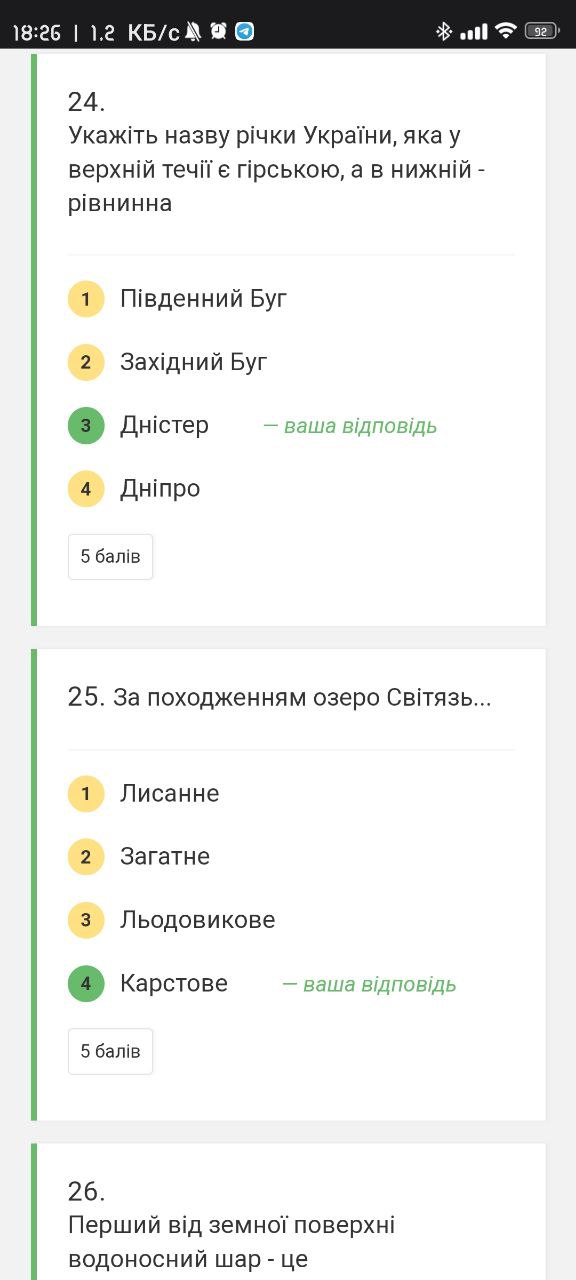 18:26 | 1.2 КБ/с
92
24.
Укажіть назву річки України, яка у
верхній течії є гірською, а в нижній -
рівнинна
1 Південний Буг
2 Західний Буг
3 Дністер — ваша відповідь
4 Дніпро
5 балів
25. За походженням озеро Світязь...
1 Лисанне
2 Загатне
3 Льодовикове
4 Карстове — ваша відповідь
5 балів
26.
Перший від земної поверхні
водоносний шар - це